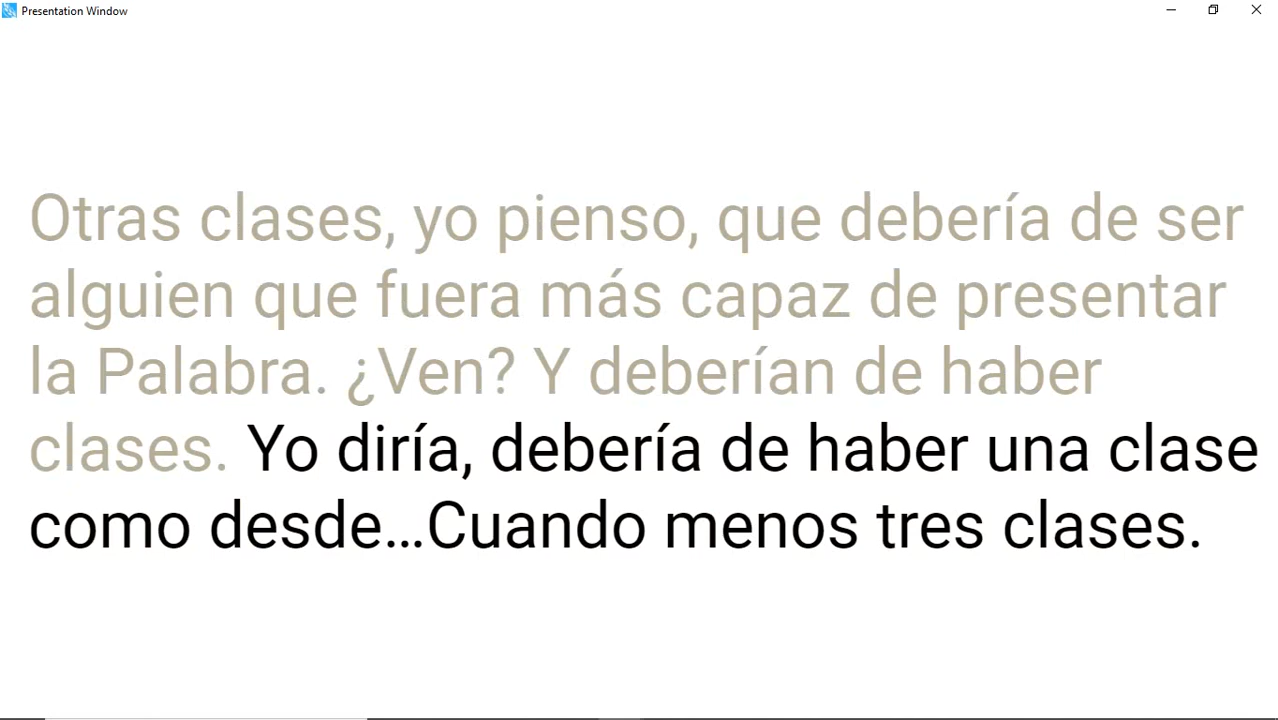 Presentation Window
Otras clases, yo pienso, que debería de ser
alguien que fuera más capaz de presentar
la Palabra. ¿Ven? Y deberían de haber
clases. Yo diría, debería de haber una clase
como desde…Cuando menos tres clases.